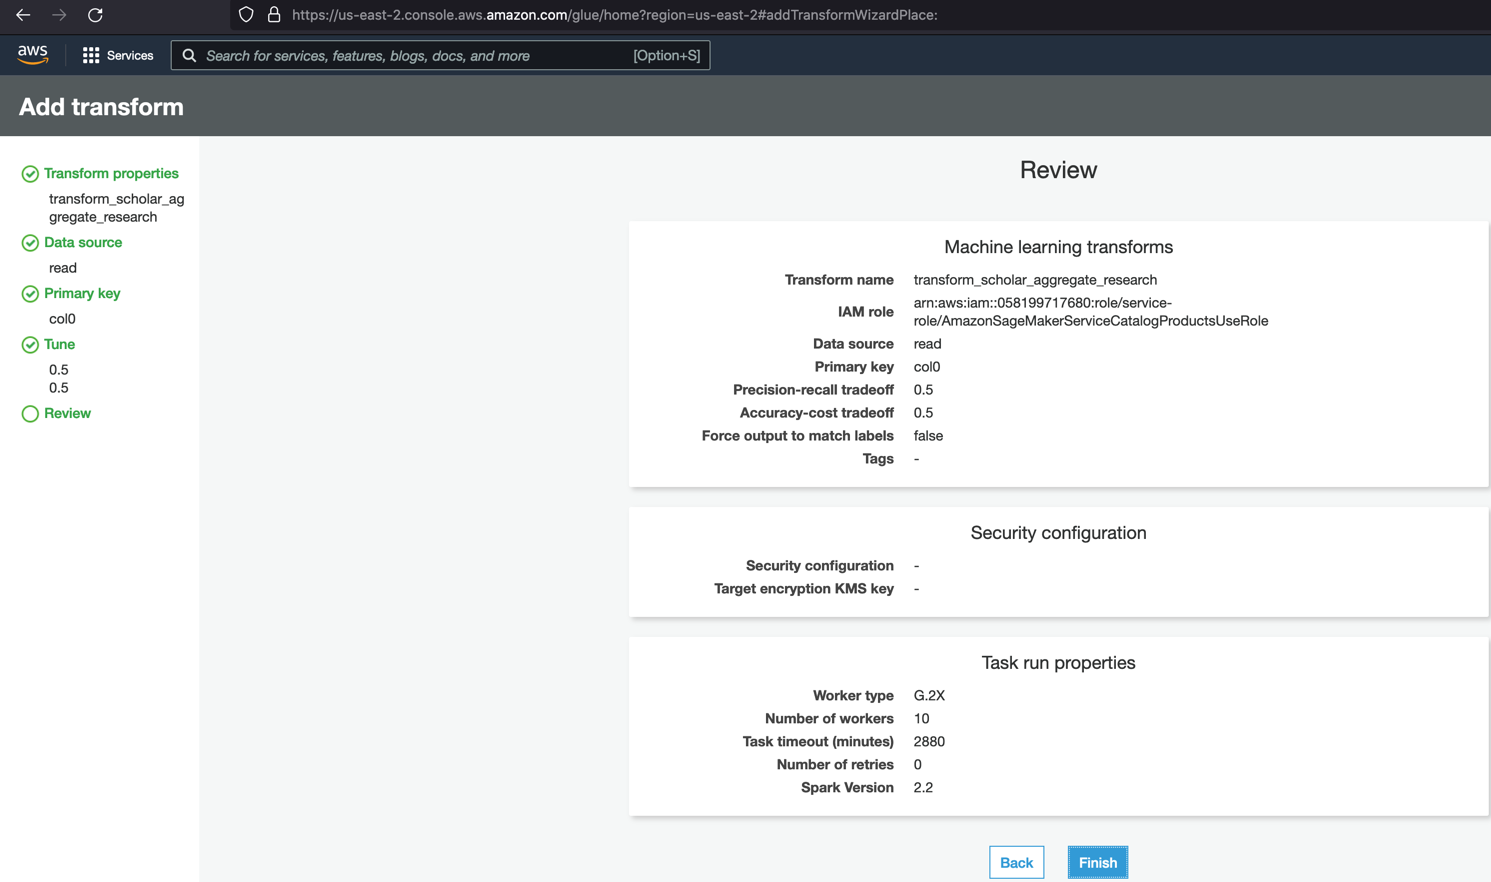 https://us-east-2.console.aws.amazon.com/glue/home?region=us-east-2#addTransformWizardPlace:
aws
Services
Search for services, features, blogs, docs, and more
[Option+S]
Add transform
Transform properties
transform_scholar_ag
gregate_research
Data source
read
Primary key
col0
Tune
0.5
0.5
Review
Review
Machine learning transforms
Transform name transform_scholar_aggregate_research
IAM role arn:aws:iam::058199717680:role/service-
role/AmazonSageMakerServiceCatalogProductsUseRole
Data source read
Primary key col0
Precision-recall tradeoff 0.5
Accuracy-cost tradeoff 0.5
Force output to match labels false
Tags -
Security configuration
Security configuration -
Target encryption KMS key -
Task run properties
Worker type G.2X
Number of workers 10
Task timeout (minutes) 2880
Number of retries 0
Spark Version 2.2
Back Finish